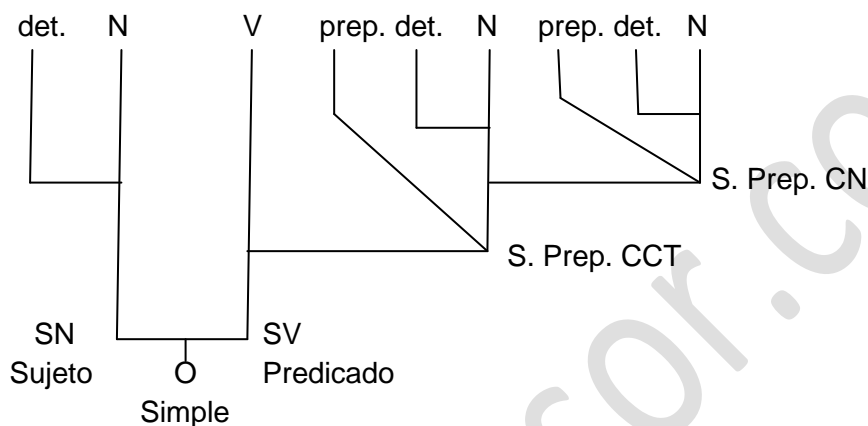 det. N V prep. det. N prep. det. N
S. Prep. CN
S. Prep. CCT
SN SV
Sujeto O Predicado
Simple